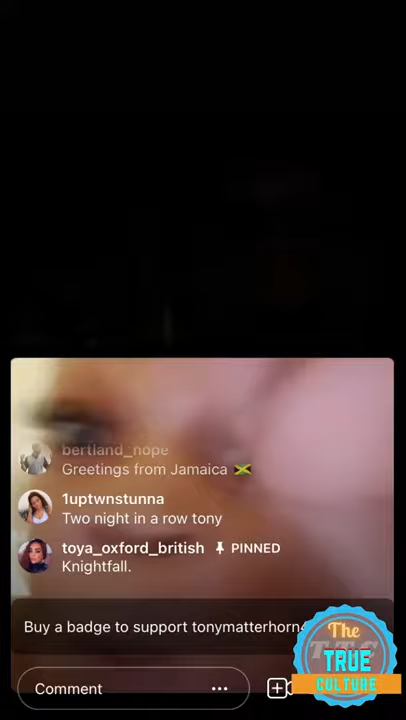 bertland_nope
Greetings from Jamaica 🇯🇲
1uptwnstunna
Two night in a row tony
toya_oxford_british PINNED
Knightfall.
Buy a badge to support tonymatterhorn
Comment
The
TTC
TRUE
CULTURE